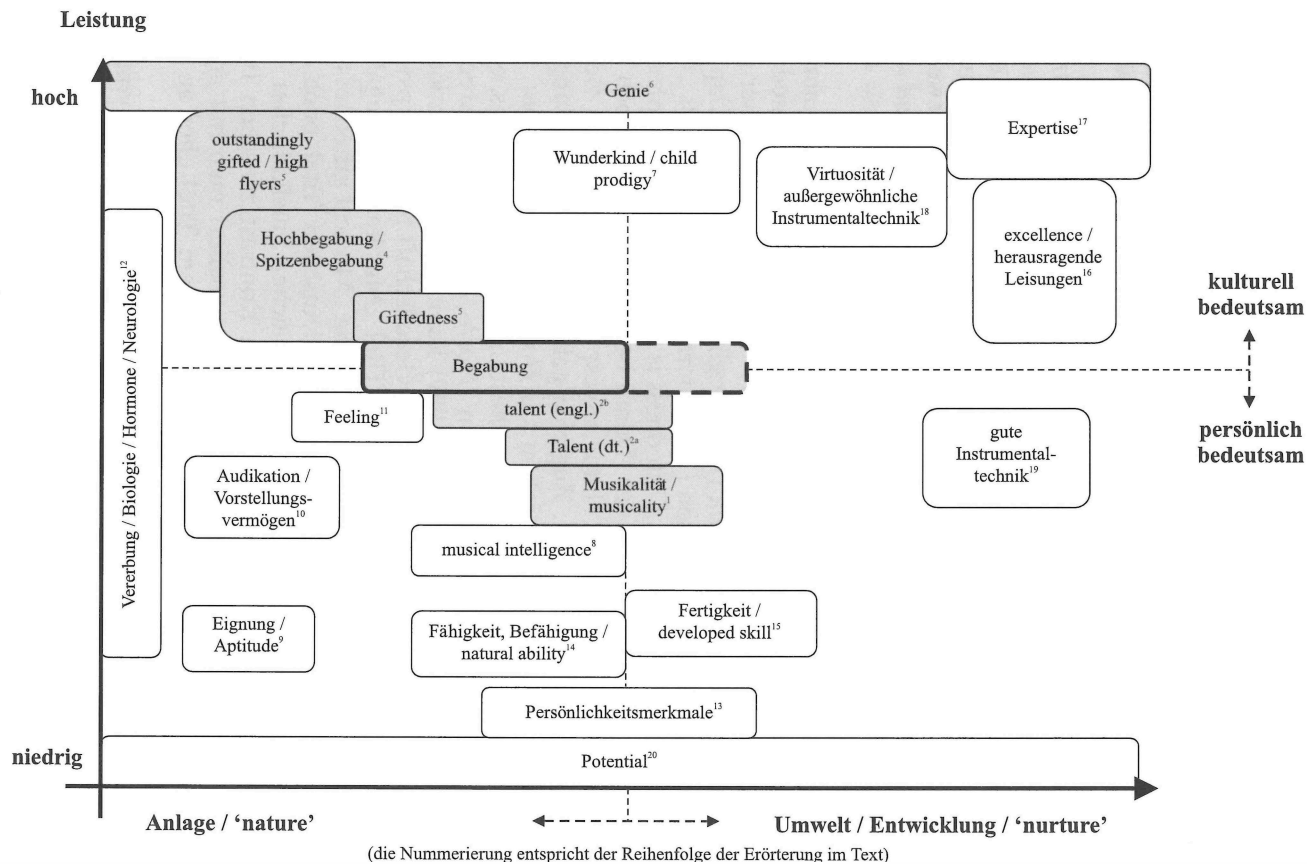 Leistung
hoch
Genie⁶
outstandingly
gifted / high
flyers⁵
Wunderkind / child
prodigy⁷
Virtuosität /
außergewöhnliche
Instrumentaltechnik¹⁸
Expertise¹⁷
Hochbegabung /
Spitzenbegabung⁴
excellence /
herausragende
Leisungen¹⁶
Vererbung / Biologie / Hormone / Neurologie¹²
Giftedness⁵
kulturell
bedeutsam
Begabung
Feeling¹¹
talent (engl.)²ᵇ
Talent (dt.)²ᵃ
persönlich
bedeutsam
gute
Instrumental-
technik¹⁹
Audikation /
Vorstellungs-
vermögen¹⁰
Musikalität /
musicality¹
musical intelligence⁸
Eignung /
Aptitude⁹
Fähigkeit, Befähigung /
natural ability¹⁴
Fertigkeit /
developed skill¹⁵
Persönlichkeitsmerkmale¹³
niedrig
Potential²⁰
Anlage / ‘nature’
Umwelt / Entwicklung / ‘nurture’
(die Nummerierung entspricht der Reihenfolge der Erörterung im Text)